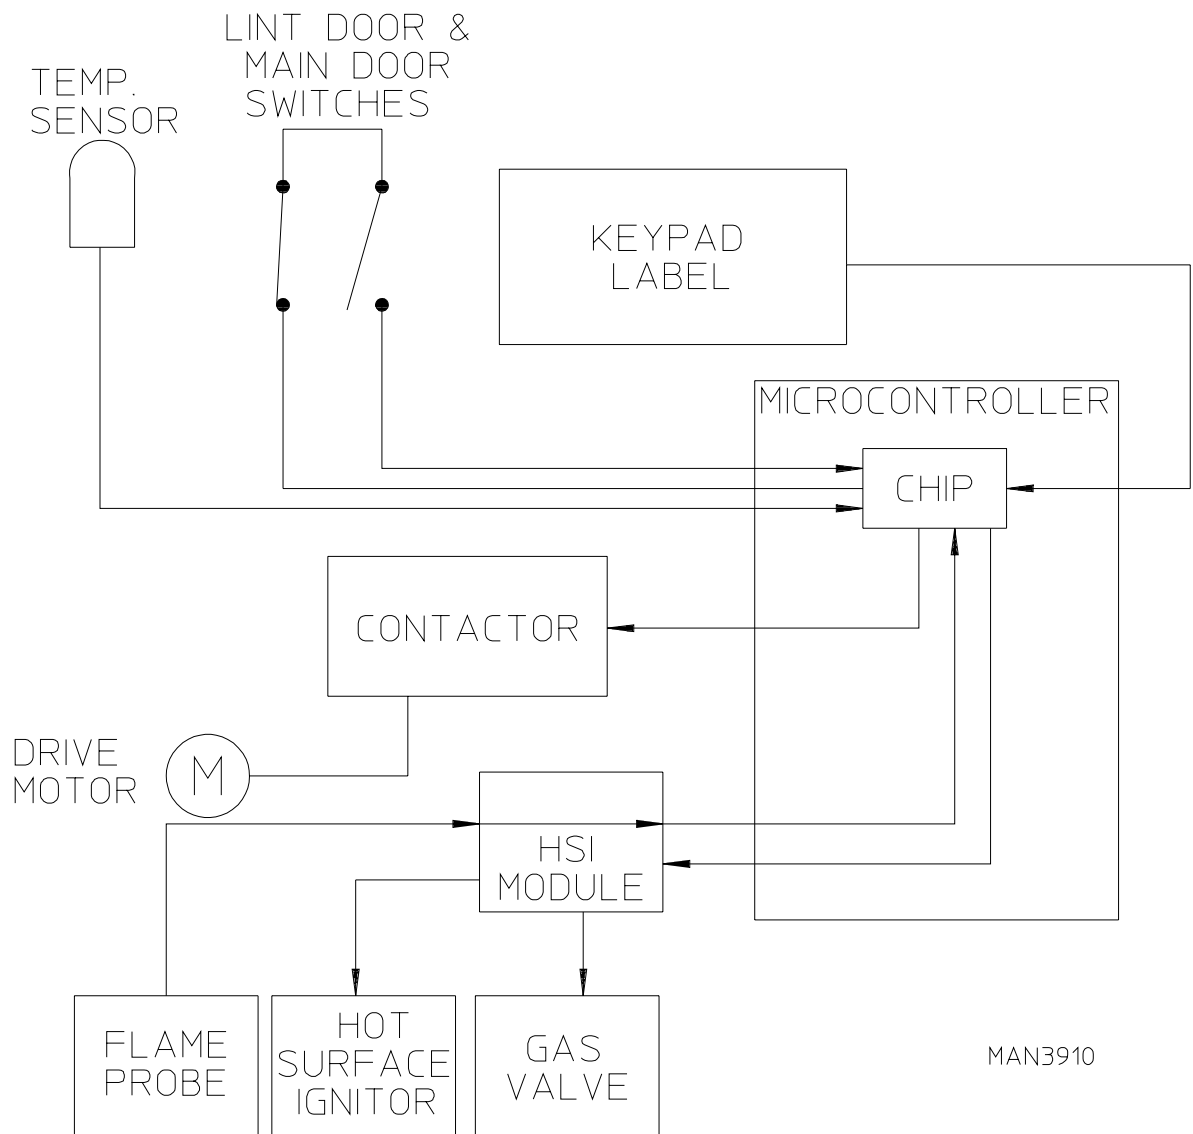 LINT DOOR &
MAIN DOOR
SWITCHES
TEMP.
SENSOR
KEYPAD
LABEL
MICROCONTROLLER
CHIP
CONTACTOR
DRIVE
MOTOR
M
HSI
MODULE
FLAME
PROBE
HOT
SURFACE
IGNITOR
GAS
VALVE
MAN3910